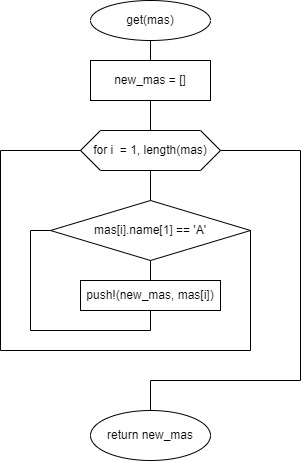 get(mas)
new_mas = []
for i  = 1, length(mas)
mas[i].name[1] == 'A'
push!(new_mas, mas[i])
return new_mas